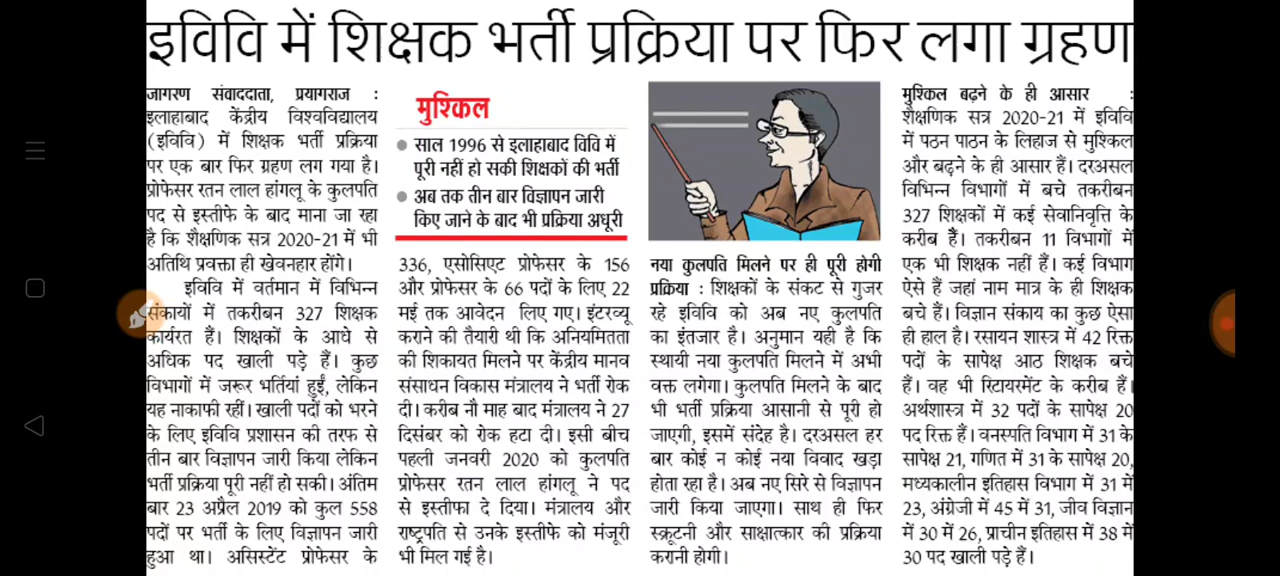 इविवि में शिक्षक भर्ती प्रक्रिया पर फिर लगा ग्रहण
जागरण संवाददाता, प्रयागराज :
इलाहाबाद केंद्रीय विश्वविद्यालय
(इविवि) में शिक्षक भर्ती प्रक्रिया
पर एक बार फिर ग्रहण लग गया है।
प्रोफेसर रतन लाल हांगलू के कुलपति
पद से इस्तीफे के बाद माना जा रहा
है कि शैक्षणिक सत्र 2020-21 में भी
अतिथि प्रवक्ता ही खेवनहार होंगे।
इविवि में वर्तमान में विभिन्न
संकायों में तकरीबन 327 शिक्षक
कार्यरत हैं। शिक्षकों के आधे से
अधिक पद खाली पड़े हैं। कुछ
विभागों में जरूर भर्तियां हुईं, लेकिन
यह नाकाफी रहीं। खाली पदों को भरने
के लिए इविवि प्रशासन की तरफ से
तीन बार विज्ञापन जारी किया लेकिन
भर्ती प्रक्रिया पूरी नहीं हो सकी। अंतिम
बार 23 अप्रैल 2019 को कुल 558
पदों पर भर्ती के लिए विज्ञापन जारी
हुआ था। असिस्टेंट प्रोफेसर के
मुश्किल
साल 1996 से इलाहाबाद विवि में
पूरी नहीं हो सकी शिक्षकों की भर्ती
अब तक तीन बार विज्ञापन जारी
किए जाने के बाद भी प्रक्रिया अधूरी
336, एसोसिएट प्रोफेसर के 156
और प्रोफेसर के 66 पदों के लिए 22
मई तक आवेदन लिए गए। इंटरव्यू
कराने की तैयारी थी कि अनियमितता
की शिकायत मिलने पर केंद्रीय मानव
संसाधन विकास मंत्रालय ने भर्ती रोक
दी। करीब नौ माह बाद मंत्रालय ने 27
दिसंबर को रोक हटा दी। इसी बीच
पहली जनवरी 2020 को कुलपति
प्रोफेसर रतन लाल हांगलू ने पद
से इस्तीफा दे दिया। मंत्रालय और
राष्ट्रपति से उनके इस्तीफे को मंजूरी
भी मिल गई है।
नया कुलपति मिलने पर ही पूरी होगी
प्रक्रिया : शिक्षकों के संकट से गुजर
रहे इविवि को अब नए कुलपति
का इंतजार है। अनुमान यही है कि
स्थायी नया कुलपति मिलने में अभी
वक्त लगेगा। कुलपति मिलने के बाद
भी भर्ती प्रक्रिया आसानी से पूरी हो
जाएगी, इसमें संदेह है। दरअसल हर
बार कोई न कोई नया विवाद खड़ा
होता रहा है। अब नए सिरे से विज्ञापन
जारी किया जाएगा। साथ ही फिर
स्क्रूटनी और साक्षात्कार की प्रक्रिया
करानी होगी।
मुश्किल बढ़ने के ही आसार :
शैक्षणिक सत्र 2020-21 में इविवि
में पठन पाठन के लिहाज से मुश्किल
और बढ़ने के ही आसार हैं। दरअसल
विभिन्न विभागों में बचे तकरीबन
327 शिक्षकों में कई सेवानिवृत्ति के
करीब हैं। तकरीबन 11 विभागों में
एक भी शिक्षक नहीं हैं। कई विभाग
ऐसे हैं जहां नाम मात्र के ही शिक्षक
बचे हैं। विज्ञान संकाय का कुछ ऐसा
ही हाल है। रसायन शास्त्र में 42 रिक्त
पदों के सापेक्ष आठ शिक्षक बचे
हैं। वह भी रिटायरमेंट के करीब हैं।
अर्थशास्त्र में 32 पदों के सापेक्ष 20
पद रिक्त हैं। वनस्पति विभाग में 31 के
सापेक्ष 21, गणित में 31 के सापेक्ष 20,
मध्यकालीन इतिहास विभाग में 31 में
23, अंग्रेजी में 45 में 31, जीव विज्ञान
में 30 में 26, प्राचीन इतिहास में 38 में
30 पद खाली पड़े हैं।